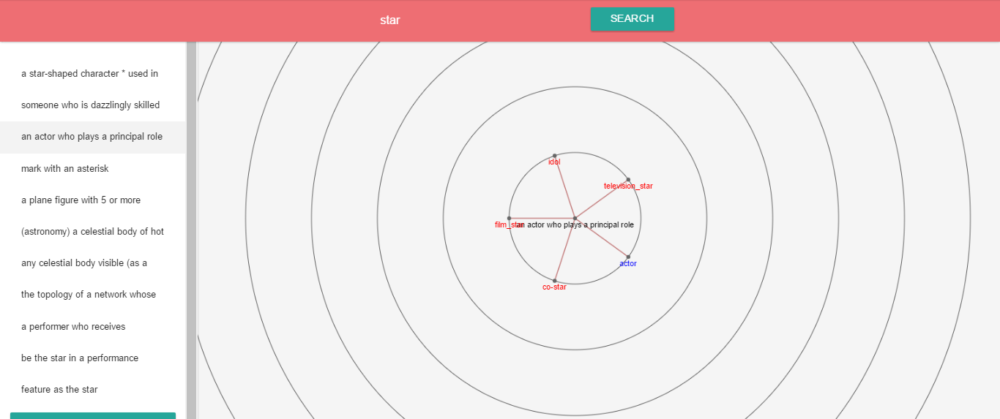 star
SEARCH
a star-shaped character * used in
someone who is dazzlingly skilled
an actor who plays a principal role
mark with an asterisk
a plane figure with 5 or more
(astronomy) a celestial body of hot
any celestial body visible (as a
the topology of a network whose
a performer who receives
be the star in a performance
feature as the star
idol
television_star
film_star
an actor who plays a principal role
actor
co-star